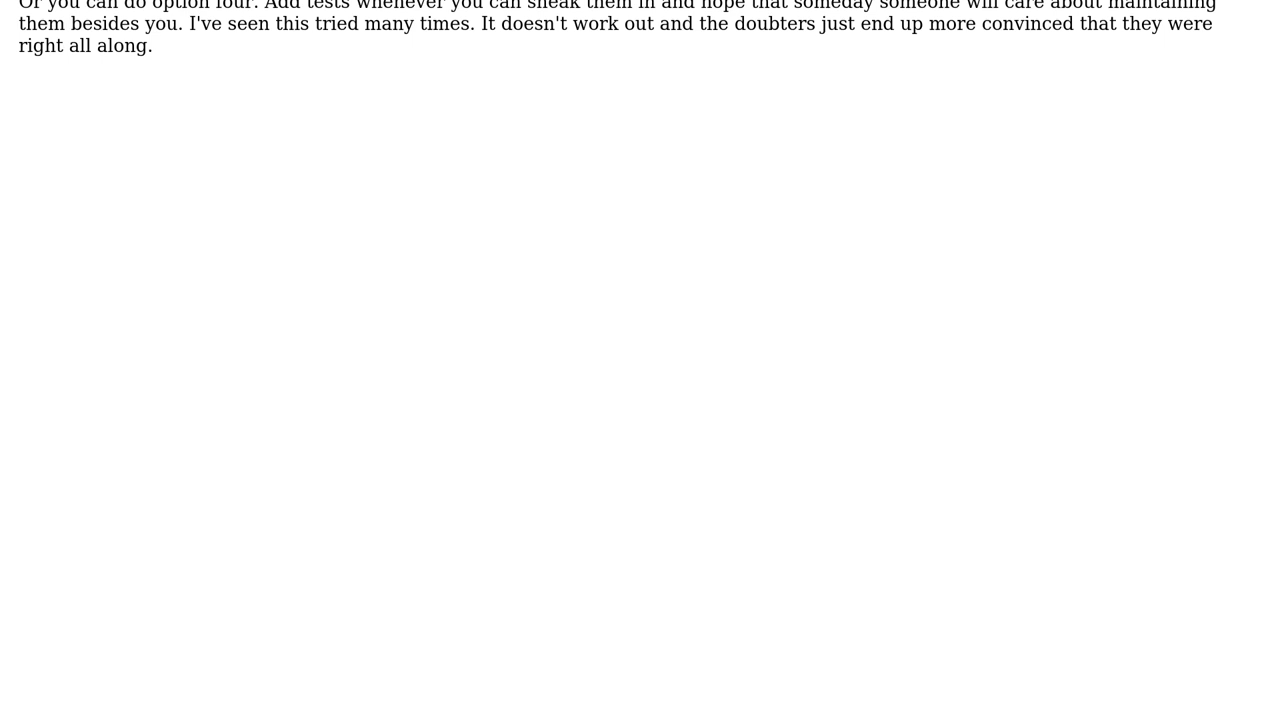 Or you can do option four. Add tests whenever you can sneak them in and hope that someday someone will care about maintaining
them besides you. I've seen this tried many times. It doesn't work out and the doubters just end up more convinced that they were
right all along.